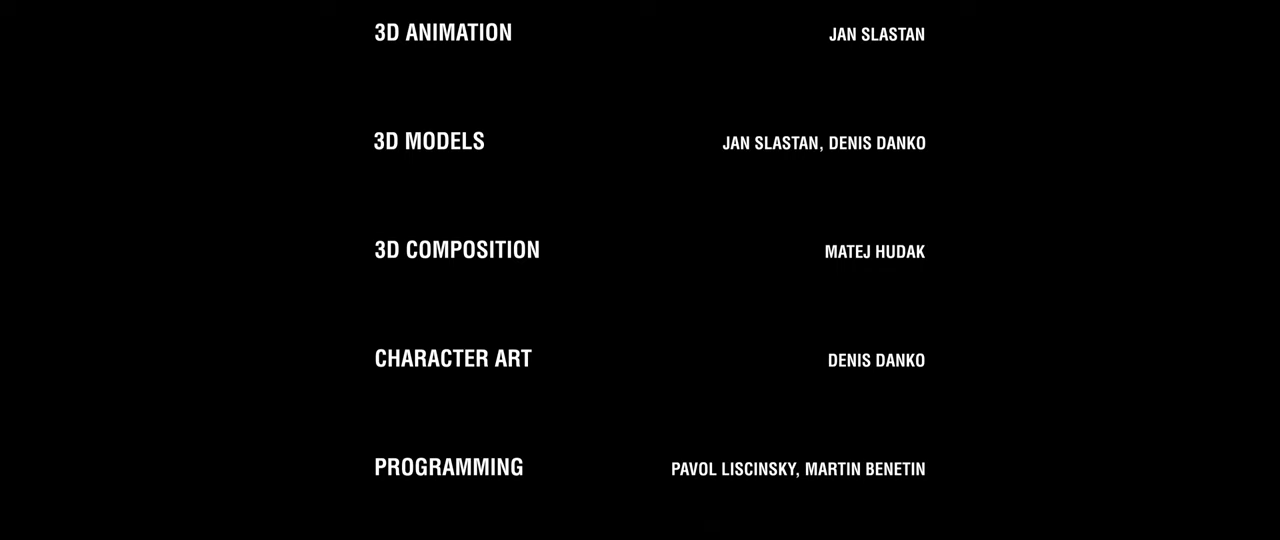 3D ANIMATION JAN SLASTAN
3D MODELS JAN SLASTAN, DENIS DANKO
3D COMPOSITION MATEJ HUDAK
CHARACTER ART DENIS DANKO
PROGRAMMING PAVOL LISCINSKY, MARTIN BENETIN